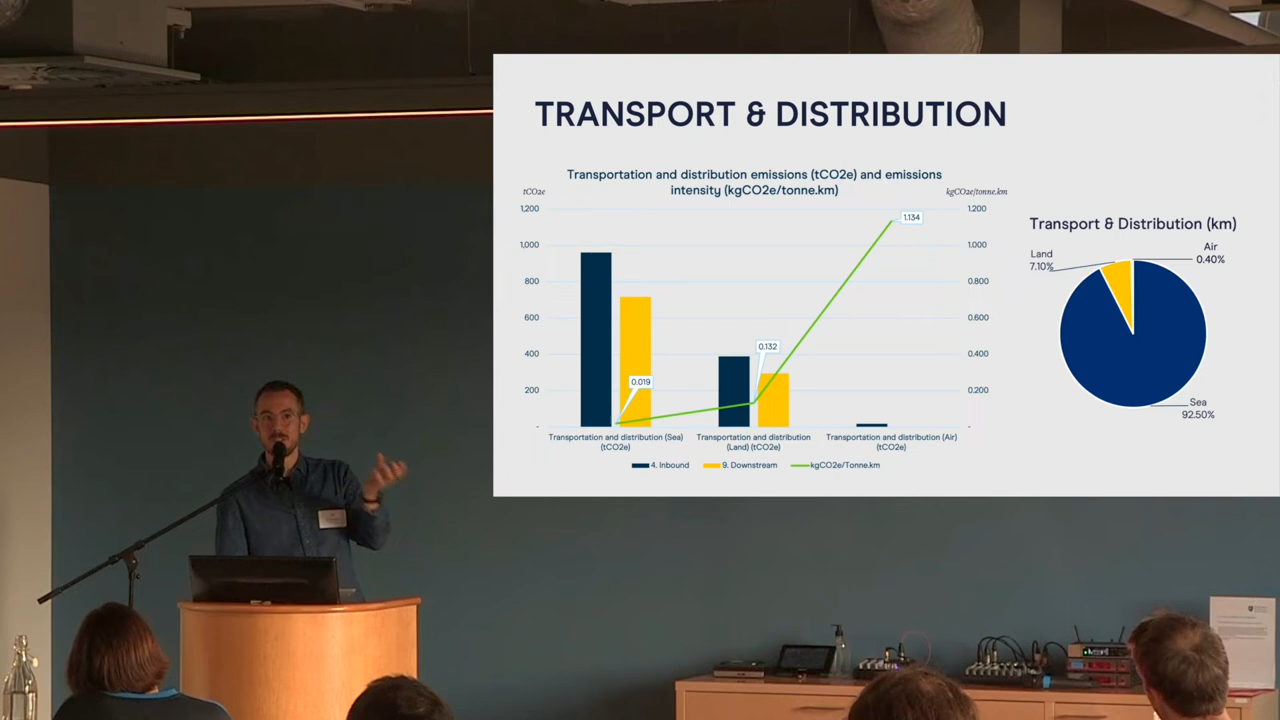 TRANSPORT & DISTRIBUTION
Transportation and distribution emissions (tCO2e) and emissions
intensity (kgCO2e/tonne.km)
tCO2e
kgCO2e/tonne.km
1,200
1,000
800
600
400
200
-
1.200
1.000
0.800
0.600
0.400
0.200
-
0.019
0.132
1.134
Transportation and distribution (Sea)
(tCO2e)
Transportation and distribution
(Land) (tCO2e)
Transportation and distribution (Air)
(tCO2e)
4. Inbound
9. Downstream
kgCO2e/Tonne.km
Transport & Distribution (km)
Land
7.10%
Air
0.40%
Sea
92.50%